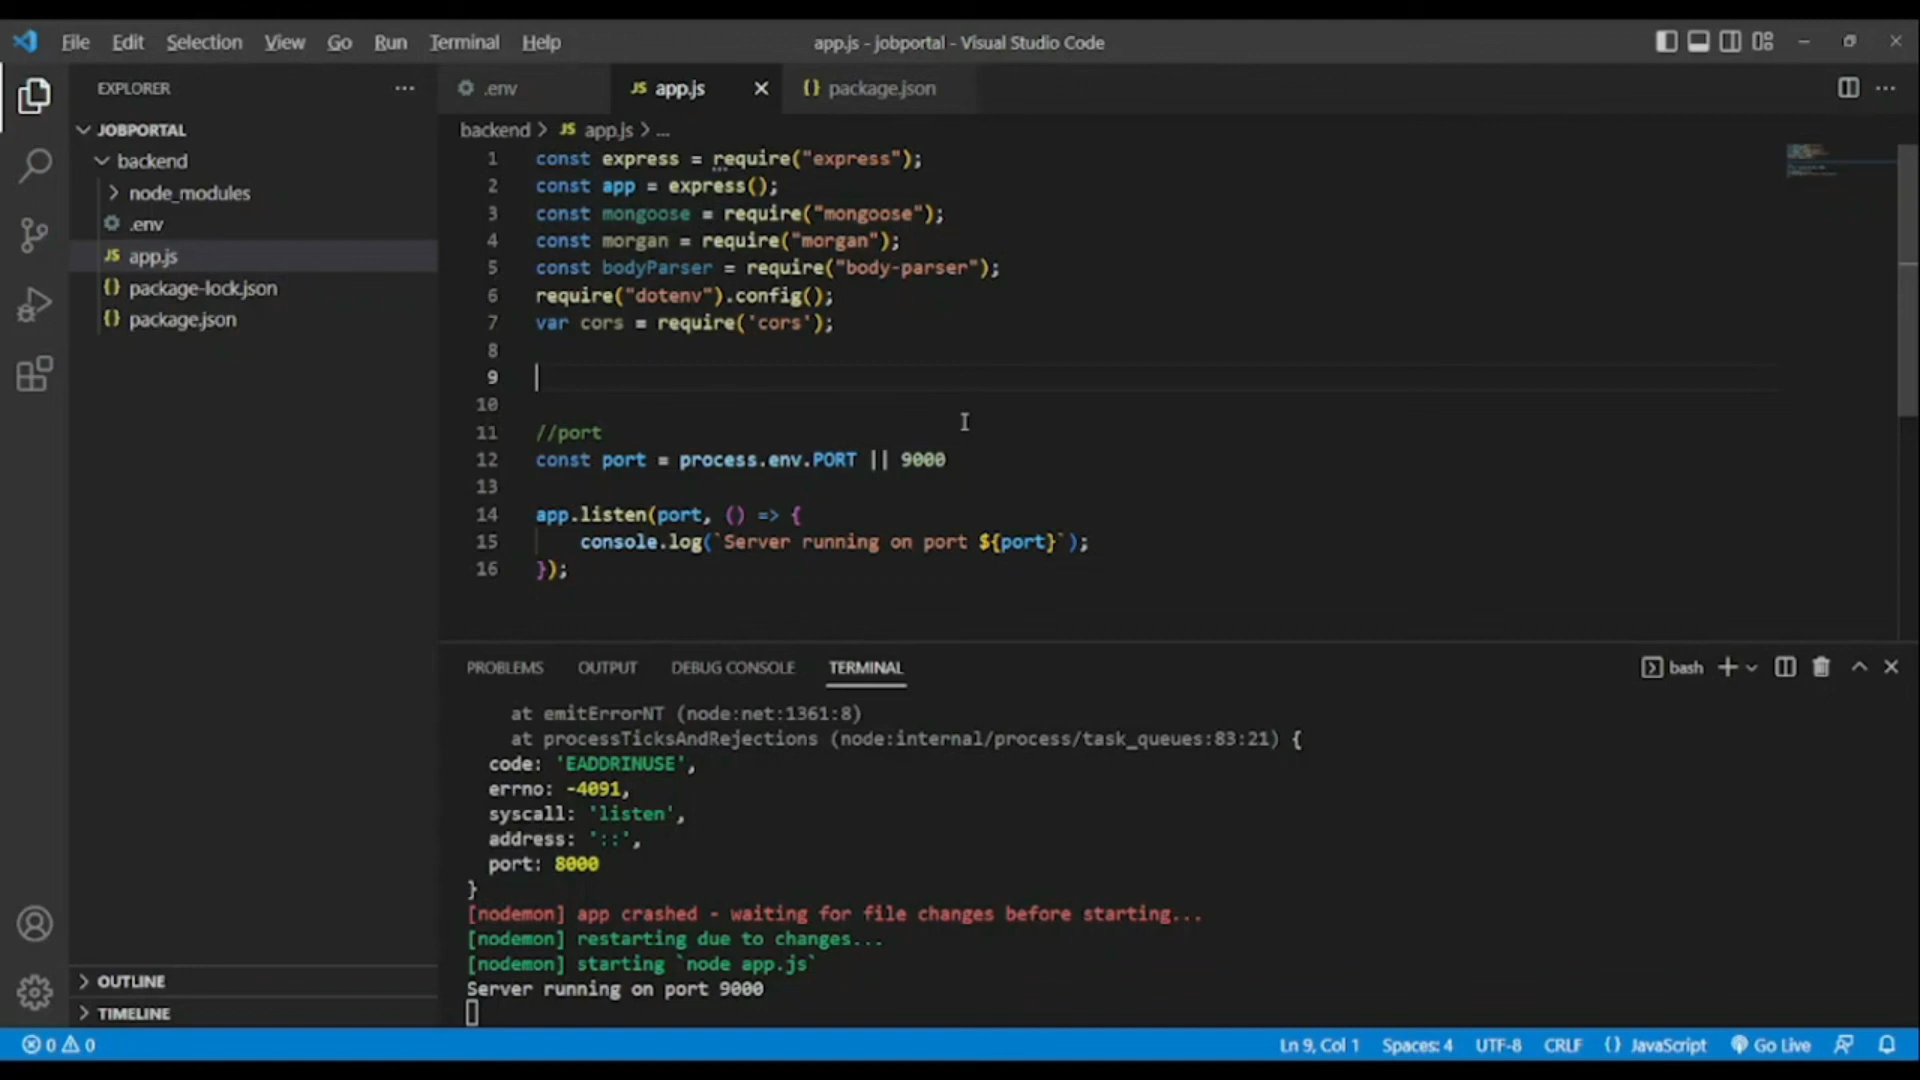 File Edit Selection View Go Run Terminal Help
app.js - jobportal - Visual Studio Code
EXPLORER
JOBPORTAL
backend
node_modules
.env
app.js
package-lock.json
package.json
OUTLINE
TIMELINE
.env
JS app.js
{} package.json
backend > JS app.js > ...
1 const express = require("express");
2 const app = express();
3 const mongoose = require("mongoose");
4 const morgan = require("morgan");
5 const bodyParser = require("body-parser");
6 require("dotenv").config();
7 var cors = require('cors');
8
9
10
11 //port
12 const port = process.env.PORT || 9000
13
14 app.listen(port, () => {
15 console.log(`Server running on port ${port}`);
16 });
PROBLEMS OUTPUT DEBUG CONSOLE TERMINAL
bash
at emitErrorNT (node:net:1361:8)
at processTicksAndRejections (node:internal/process/task_queues:83:21) {
code: 'EADDRINUSE',
errno: -4091,
syscall: 'listen',
address: '::',
port: 8000
}
[nodemon] app crashed - waiting for file changes before starting...
[nodemon] restarting due to changes...
[nodemon] starting `node app.js`
Server running on port 9000
0 0
Ln 9, Col 1 Spaces: 4 UTF-8 CRLF {} JavaScript Go Live